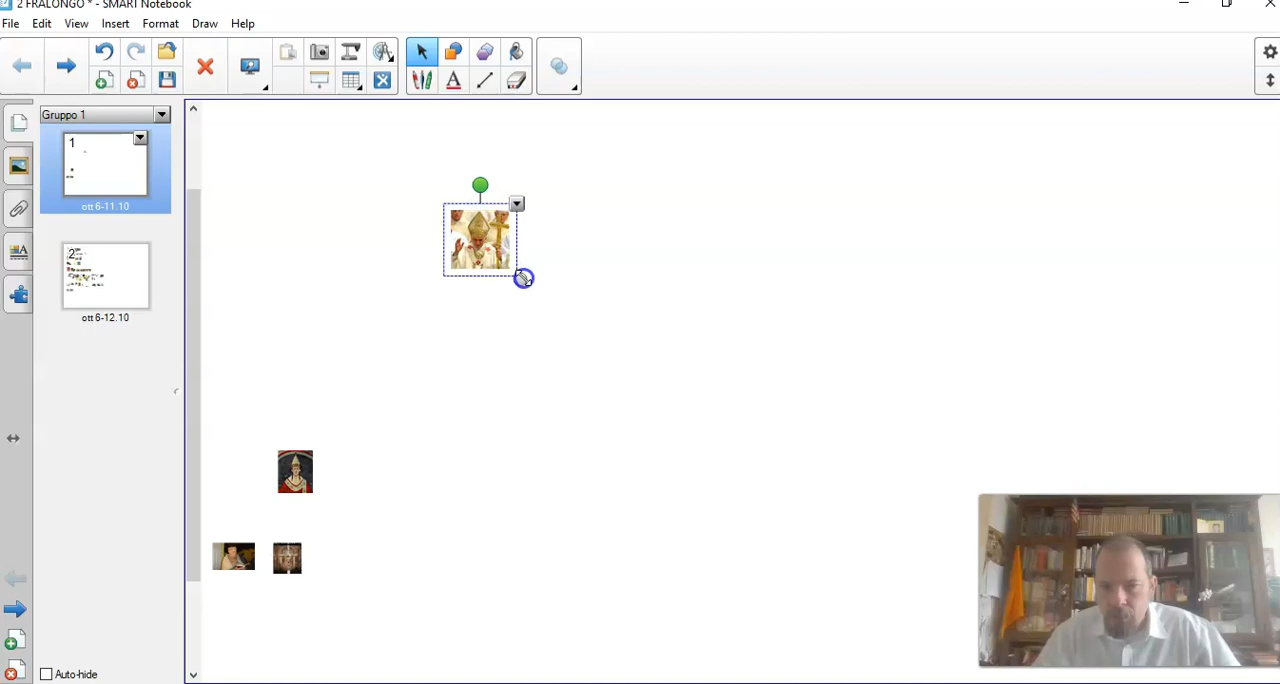 2 FRALONGO * - SMART Notebook
File Edit View Insert Format Draw Help
Gruppo 1
1
ott 6-11.10
2
ott 6-12.10
Auto-hide